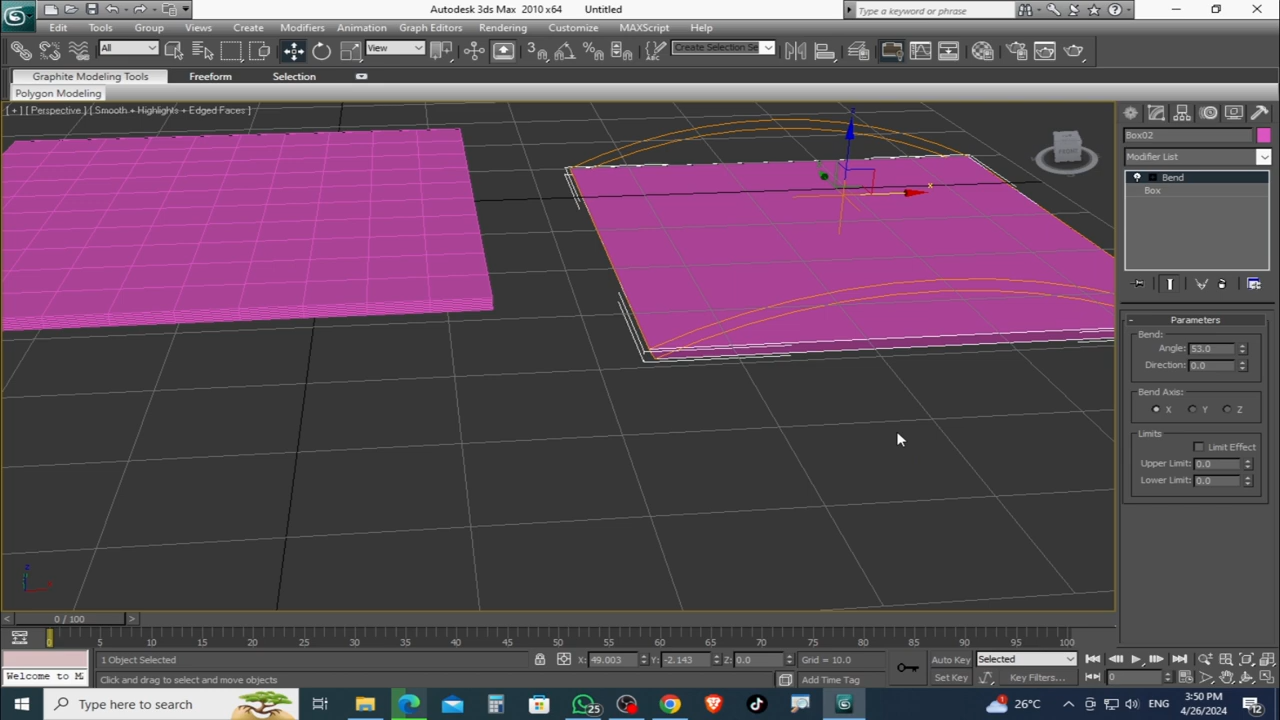 Autodesk 3ds Max 2010 x64 Untitled
Type a keyword or phrase
Edit Tools Group Views Create Modifiers Animation Graph Editors Rendering Customize MAXScript Help
All
View
3
Create Selection Se
Graphite Modeling Tools Freeform Selection
Polygon Modeling
[ + ] [ Perspective ] [ Smooth + Highlights + Edged Faces ]
z
x
FRONT
Box02
Modifier List
Bend
Box
Parameters
Bend:
Angle: 53.0
Direction: 0.0
Bend Axis:
X Y Z
Limits
Limit Effect
Upper Limit: 0.0
Lower Limit: 0.0
z
0 / 100
0 5 10 15 20 25 30 35 40 45 50 55 60 65 70 75 80 85 90 95 100
1 Object Selected X: 49.003 Y: -2.143 Z: 0.0 Grid = 10.0 Auto Key Selected
Welcome to M Click and drag to select and move objects Add Time Tag Set Key Key Filters... 0
Type here to search
25
1
26°C
ENG
3:50 PM
4/26/2024
12